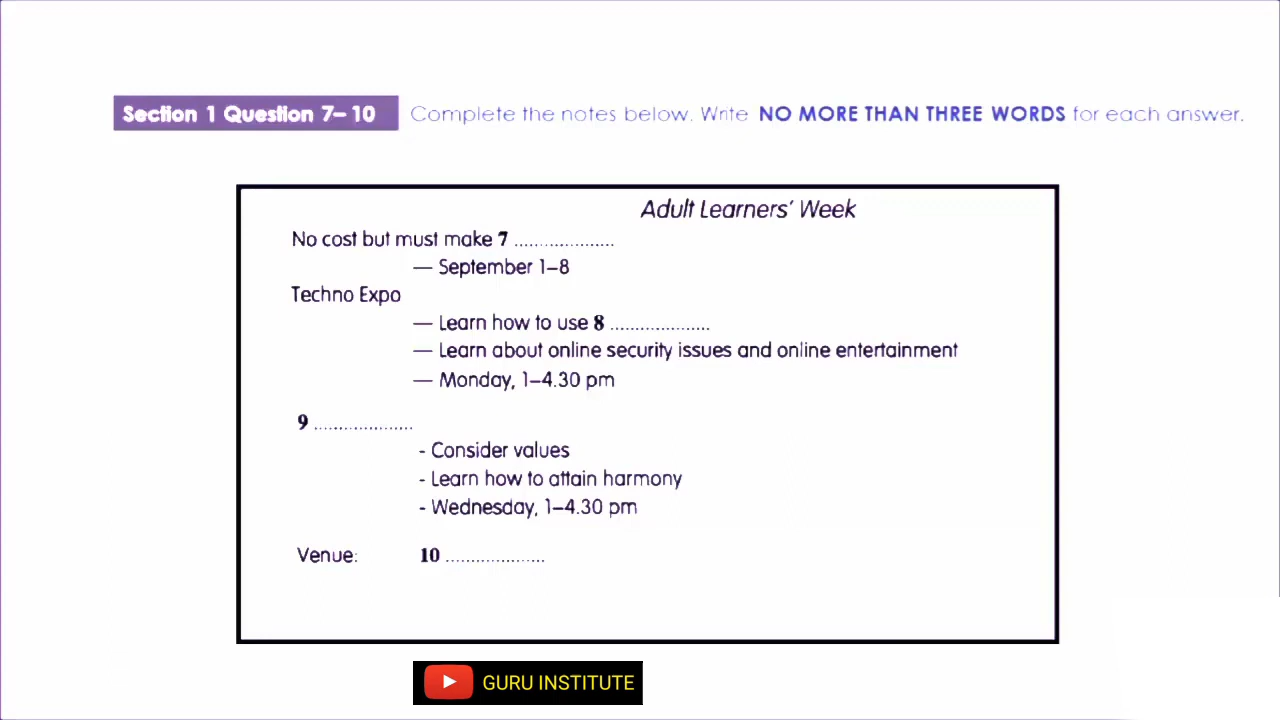 Section 1 Question 7– 10 Complete the notes below. Write NO MORE THAN THREE WORDS for each answer.
Adult Learners' Week
No cost but must make 7 ....................
— September 1–8
Techno Expo
— Learn how to use 8 ....................
— Learn about online security issues and online entertainment
— Monday, 1–4.30 pm
9 ....................
- Consider values
- Learn how to attain harmony
- Wednesday, 1–4.30 pm
Venue: 10 ....................
GURU INSTITUTE